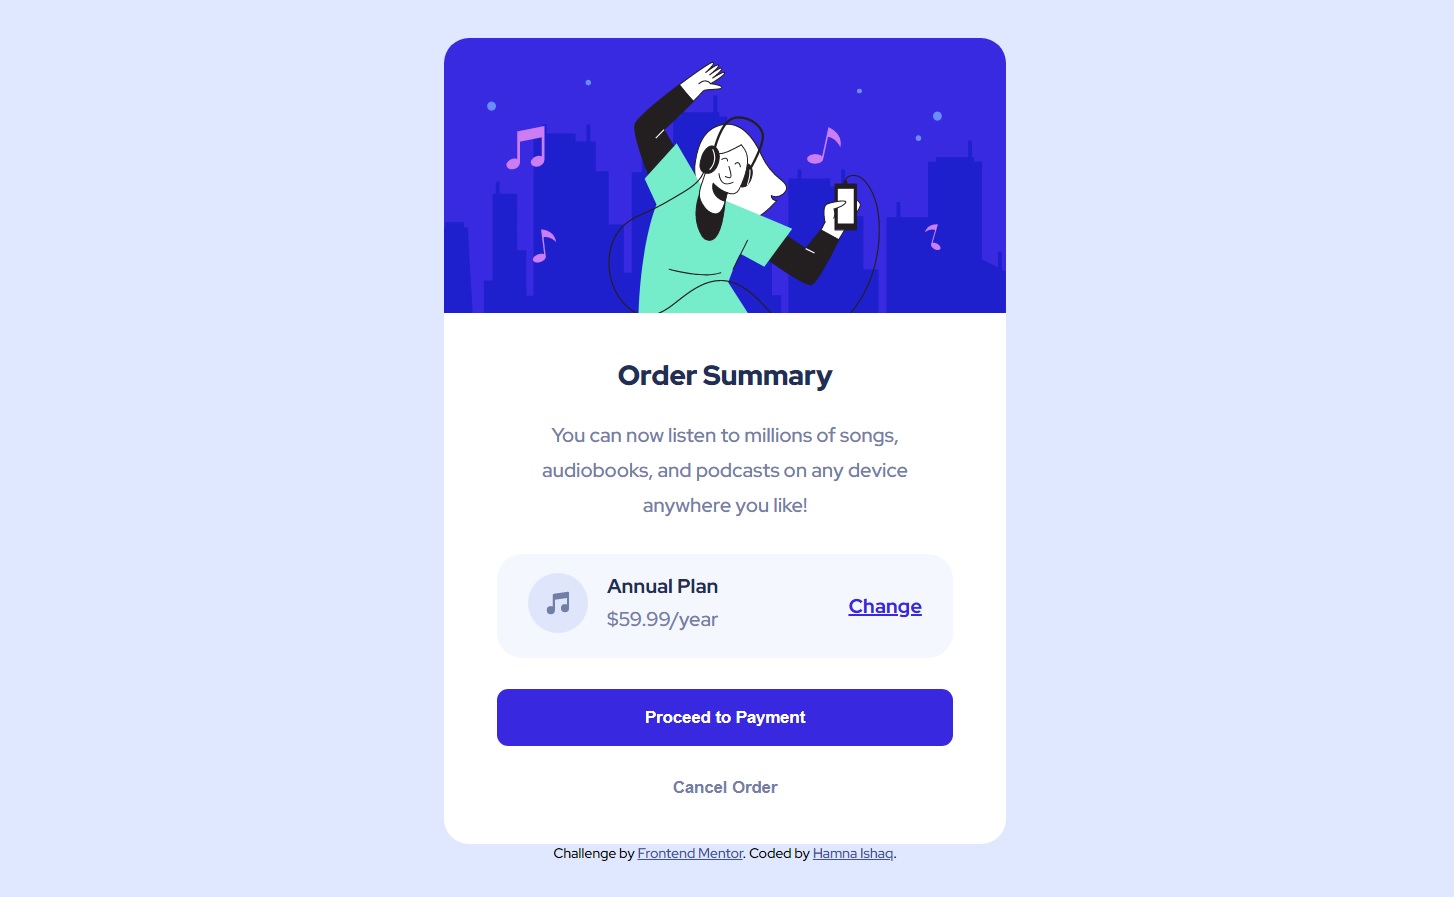 Order Summary
You can now listen to millions of songs,
audiobooks, and podcasts on any device
anywhere you like!
Annual Plan
$59.99/year
Change
Proceed to Payment
Cancel Order
Challenge by Frontend Mentor. Coded by Hamna Ishaq.